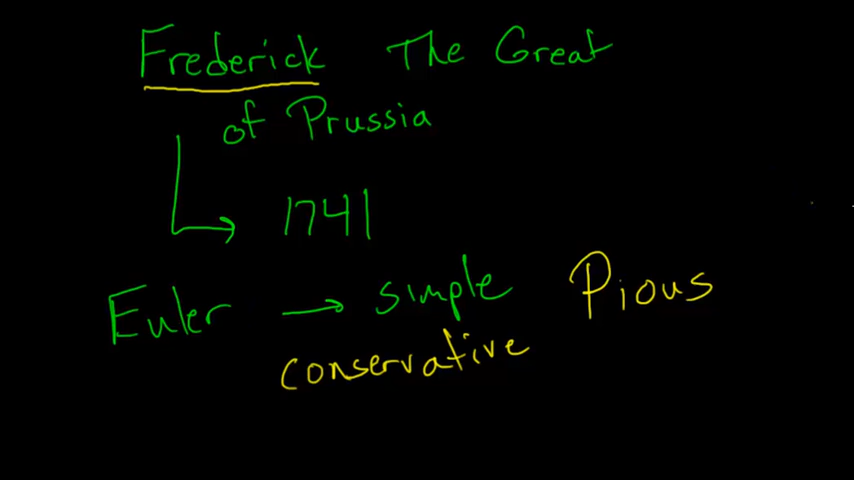 Frederick The Great
of Prussia
1741
Euler → simple Pious
conservative